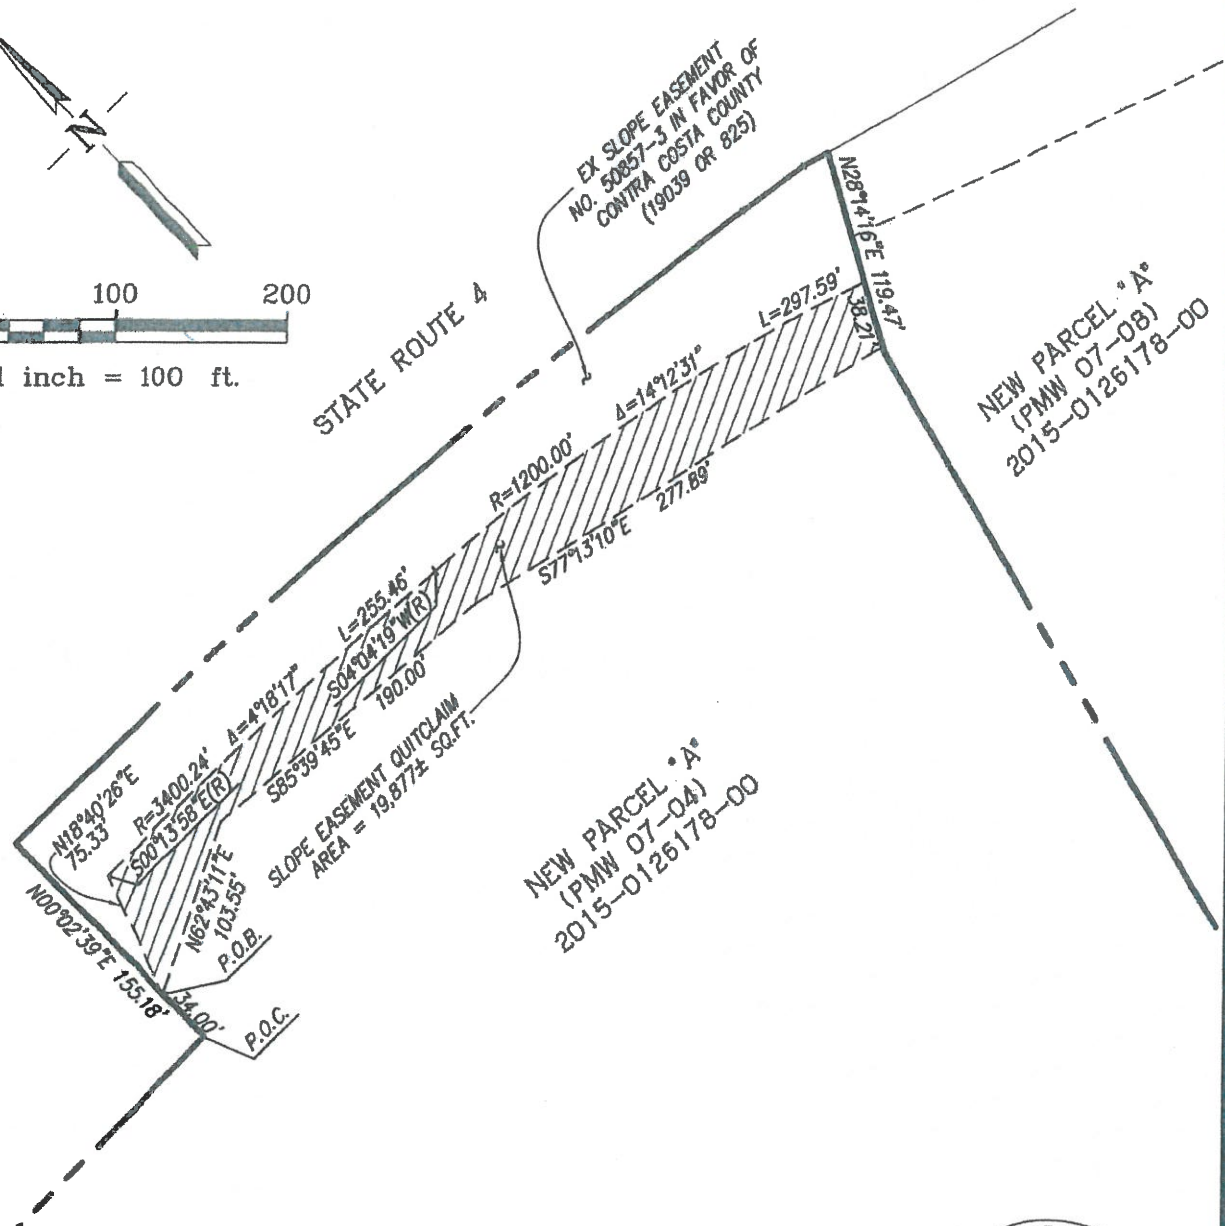 N
100 200
1 inch = 100 ft.
EX SLOPE EASEMENT
NO. 50857-3 IN FAVOR OF
CONTRA COSTA COUNTY
(19039 OR 825)
STATE ROUTE 4
N28°14'16"E 119.47'
38.21'
NEW PARCEL "A"
(PMW 07-08)
2015-0126178-00
L=297.59'
Δ=14°12'31"
R=1200.00'
S77°13'10"E 277.89'
L=255.46'
S04°04'19"W(R)
Δ=4°18'17"
190.00'
S85°39'45"E
R=3400.24'
S00°13'58"E(R)
N18°40'26"E
75.33'
SLOPE EASEMENT QUITCLAIM
AREA = 19,877± SQ.FT.
N62°43'11"E
103.55'
N00°02'39"E 155.18'
P.O.B.
34.00'
P.O.C.
NEW PARCEL "A"
(PMW 07-04)
2015-0126178-00